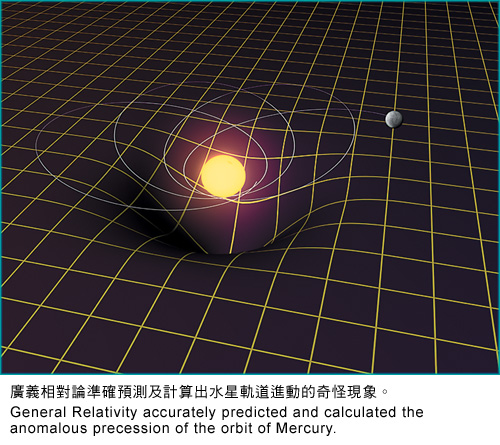 廣義相對論準確預測及計算出水星軌道進動的奇怪現象。
General Relativity accurately predicted and calculated the
anomalous precession of the orbit of Mercury.